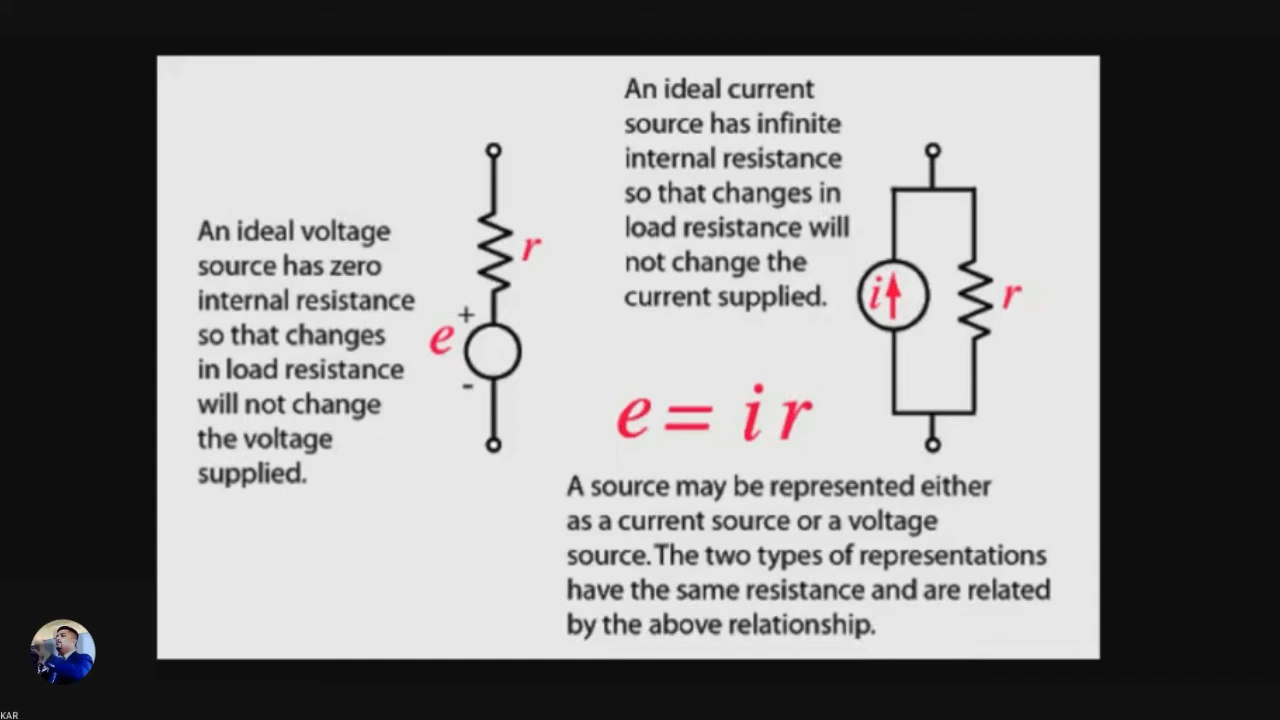 An ideal voltage
source has zero
internal resistance
so that changes
in load resistance
will not change
the voltage
supplied.
r
+
e
-
An ideal current
source has infinite
internal resistance
so that changes in
load resistance will
not change the
current supplied.
i
r
e = i r
A source may be represented either
as a current source or a voltage
source. The two types of representations
have the same resistance and are related
by the above relationship.
KAR